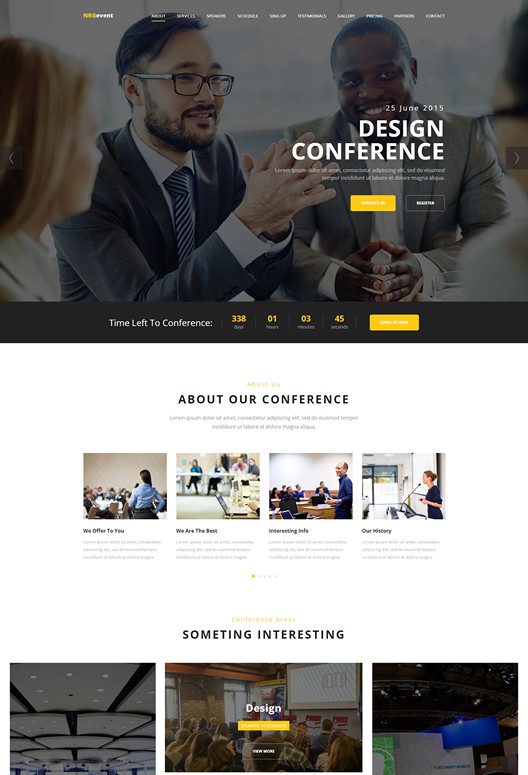 NRGevent
ABOUT SERVICES SPEAKERS SCHEDULE SING UP TESTIMONIALS GALLERY PRICING PARTNERS CONTACT
25 June 2015
DESIGN
CONFERENCE
Lorem ipsum dolor sit amet, consectetur adipiscing elit, sed do eiusmod
tempor incididunt ut labore et dolore magna aliqua.
CONTACT US REGISTER
Time Left To Conference: 338 01 03 45
days hours minutes seconds
About Us
ABOUT OUR CONFERENCE
Lorem ipsum dolor sit amet, consectetur adipiscing elit, sed do eiusmod tempor
incididunt ut labore et dolore magna aliqua.
We Offer To You
Lorem ipsum dolor sit amet, consectetur
adipiscing elit, sed do eiusmod tempor
incididunt ut labore et dolore magna
aliqua.
We Are The Best
Lorem ipsum dolor sit amet, consectetur
adipiscing elit, sed do eiusmod tempor
incididunt ut labore et dolore magna
aliqua.
Interesting Info
Lorem ipsum dolor sit amet, consectetur
adipiscing elit, sed do eiusmod tempor
incididunt ut labore et dolore magna
aliqua.
Our History
Lorem ipsum dolor sit amet, consectetur
adipiscing elit, sed do eiusmod tempor
incididunt ut labore et dolore magna
aliqua.
Conference Areas
SOMETING INTERESTING
Design
VIEW MORE